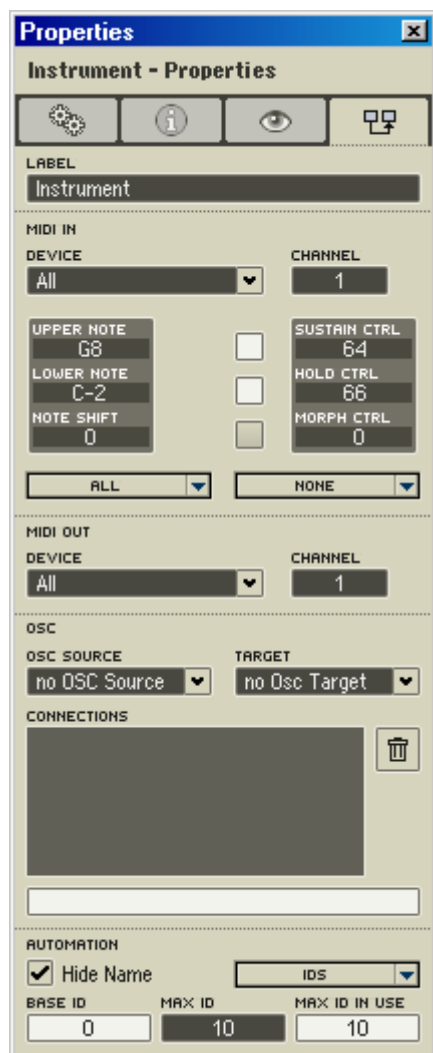 Properties
Instrument - Properties
LABEL
Instrument
MIDI IN
DEVICE CHANNEL
All 1
UPPER NOTE SUSTAIN CTRL
G8 64
LOWER NOTE HOLD CTRL
C-2 66
NOTE SHIFT MORPH CTRL
0 0
ALL NONE
MIDI OUT
DEVICE CHANNEL
All 1
OSC
OSC SOURCE TARGET
no OSC Source no Osc Target
CONNECTIONS
AUTOMATION
Hide Name IDS
BASE ID MAX ID MAX ID IN USE
0 10 10